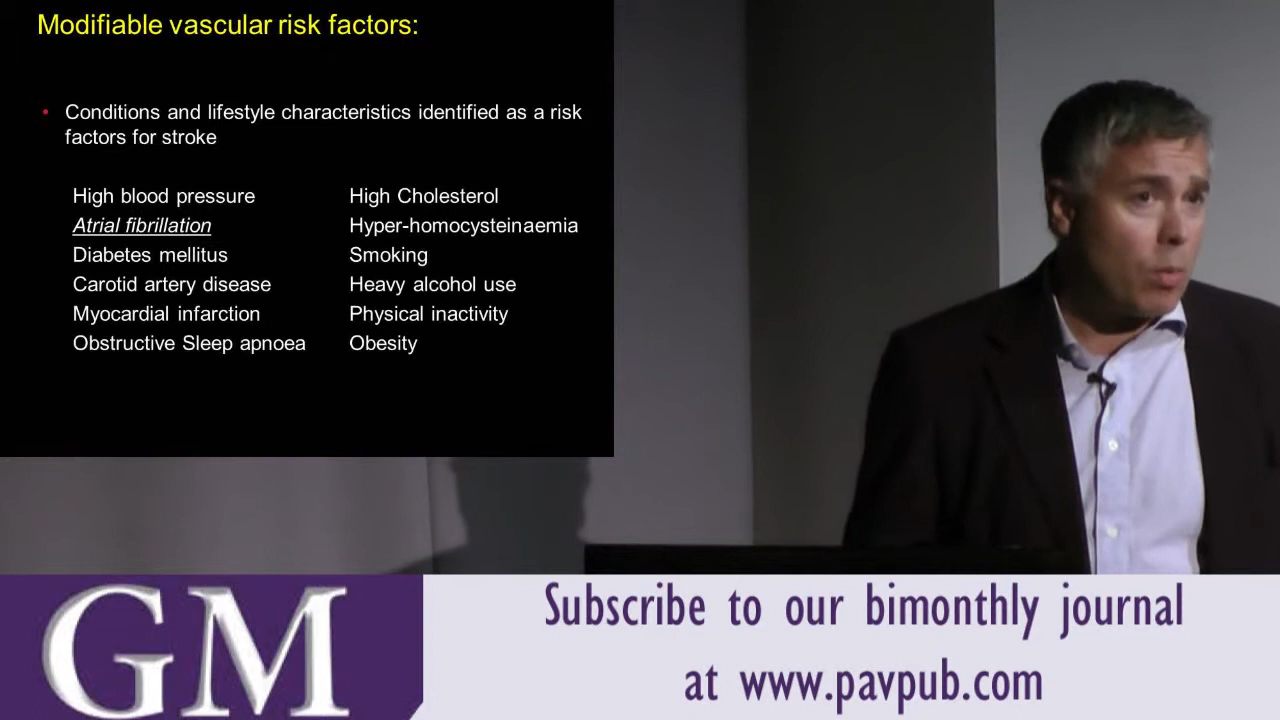 Modifiable vascular risk factors:
• Conditions and lifestyle characteristics identified as a risk
factors for stroke
High blood pressure
Atrial fibrillation
Diabetes mellitus
Carotid artery disease
Myocardial infarction
Obstructive Sleep apnoea
High Cholesterol
Hyper-homocysteinaemia
Smoking
Heavy alcohol use
Physical inactivity
Obesity
GM
Subscribe to our bimonthly journal
at www.pavpub.com